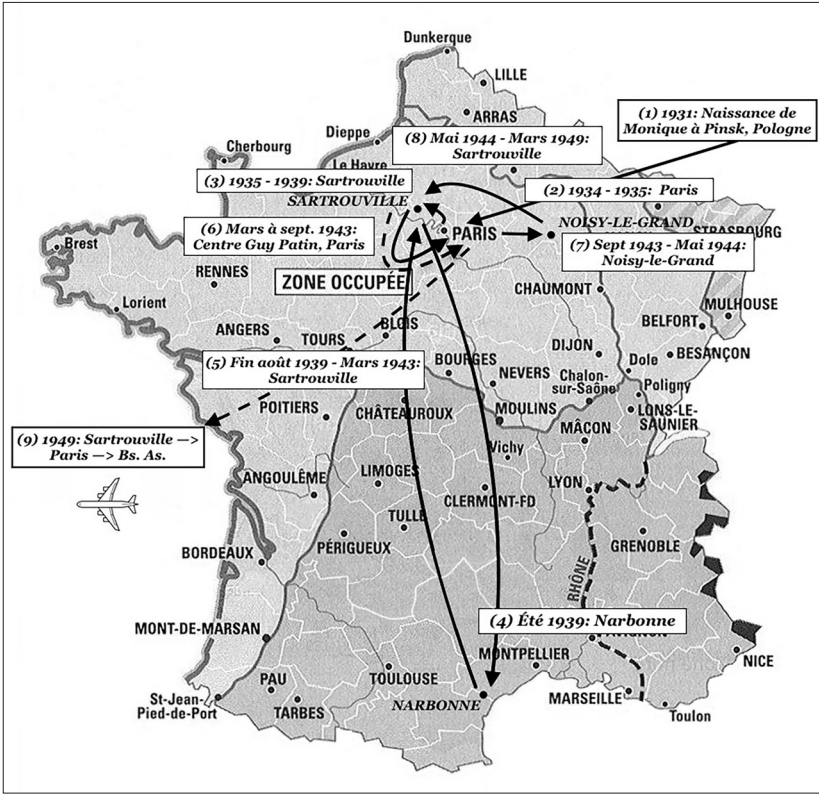 Dunkerque
LILLE
ARRAS
(1) 1931: Naissance de
Monique à Pinsk, Pologne
Dieppe
(8) Mai 1944 - Mars 1949:
Sartrouville
Cherbourg
Le Havre
(3) 1935 - 1939: Sartrouville
SARTROUVILLE
(2) 1934 - 1935: Paris
(6) Mars à sept. 1943:
Centre Guy Patin, Paris
PARIS
NOISY-LE-GRAND
STRASBOURG
(7) Sept 1943 - Mai 1944:
Noisy-le-Grand
Brest
RENNES
ZONE OCCUPÉE
CHAUMONT
MULHOUSE
Lorient
ANGERS
TOURS
BLOIS
BELFORT
DIJON
BESANÇON
(5) Fin août 1939 - Mars 1943:
Sartrouville
BOURGES
NEVERS
Dole
Chalon-
sur-Saône
Poligny
POITIERS
CHÂTEAUROUX
MOULINS
LONS-LE-
SAUNIER
MÂCON
(9) 1949: Sartrouville —>
Paris —> Bs. As.
Vichy
ANGOULÊME
LIMOGES
CLERMONT-FD
LYON
TULLE
PÉRIGUEUX
GRENOBLE
BORDEAUX
RHÔNE
MONT-DE-MARSAN
(4) Été 1939: Narbonne
MONTPELLIER
NICE
PAU
TOULOUSE
St-Jean-
Pied-de-Port
TARBES
NARBONNE
MARSEILLE
Toulon